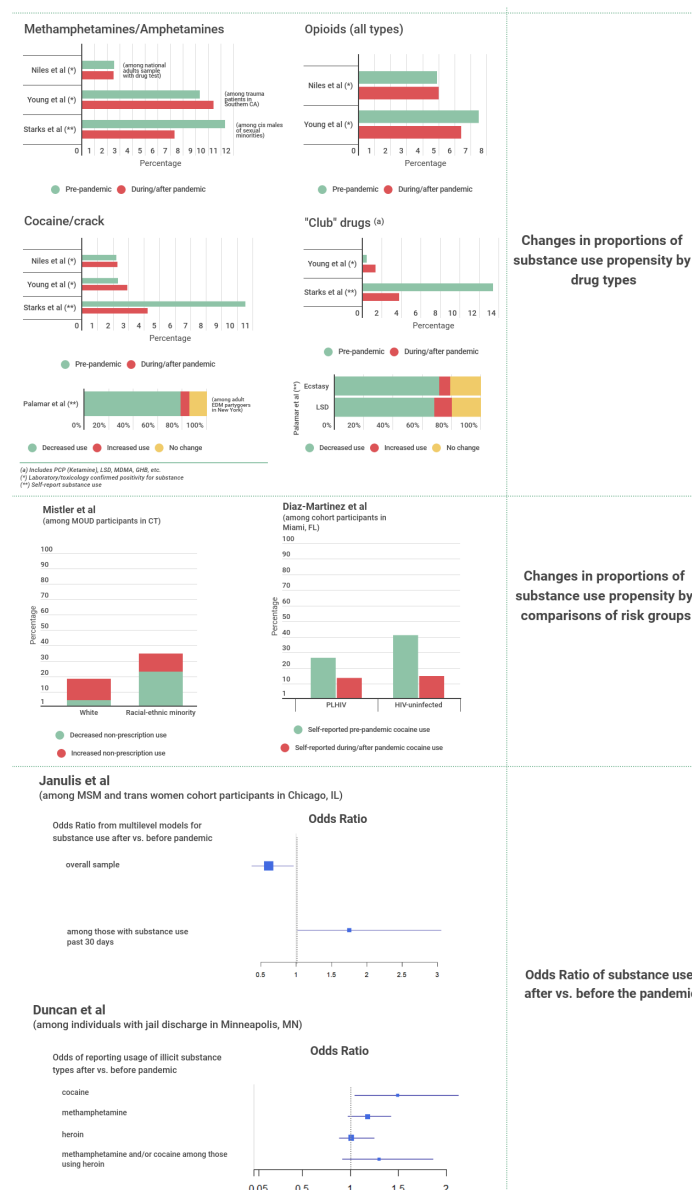 Methamphetamines/Amphetamines
Niles et al (*)
(among national
adults sample
with drug test)
Young et al (*)
(among trauma
patients in
Southern CA)
Starks et al (**)
(among cis males
of sexual
minorities)
0 1 2 3 4 5 6 7 8 9 10 11 12
Percentage
Pre-pandemic During/after pandemic
Opioids (all types)
Niles et al (*)
Young et al (*)
0 1 2 3 4 5 6 7 8
Percentage
Pre-pandemic During/after pandemic
Cocaine/crack
Niles et al (*)
Young et al (*)
Starks et al (**)
0 1 2 3 4 5 6 7 8 9 10 11
Percentage
Pre-pandemic During/after pandemic
"Club" drugs (a)
Young et al (*)
Starks et al (**)
0 2 4 6 8 10 12 14
Percentage
Pre-pandemic During/after pandemic
Palamar et al (**)
(among adult
EDM partygoers
in New York)
0% 20% 40% 60% 80% 100%
Decreased use Increased use No change
Palamar et al (**)
Ecstasy
LSD
0% 20% 40% 60% 80% 100%
Decreased use Increased use No change
(a) Includes PCP (Ketamine), LSD, MDMA, GHB, etc.
(*) Laboratory/toxicology confirmed positivity for substance
(**) Self-report substance use
Changes in proportions of
substance use propensity by
drug types
Mistler et al
(among MOUD participants in CT)
100
90
80
70
60
50
40
30
20
10
1
Percentage
White Racial-ethnic minority
Decreased non-prescription use
Increased non-prescription use
Diaz-Martinez et al
(among cohort participants in
Miami, FL)
100
90
80
70
60
50
40
30
20
10
1
Percentage
PLHIV HIV-uninfected
Self-reported pre-pandemic cocaine use
Self-reported during/after pandemic cocaine use
Changes in proportions of
substance use propensity by
comparisons of risk groups
Janulis et al
(among MSM and trans women cohort participants in Chicago, IL)
Odds Ratio from multilevel models for
substance use after vs. before pandemic
Odds Ratio
overall sample
among those with substance use
past 30 days
0.5 1 1.5 2 2.5 3
Duncan et al
(among individuals with jail discharge in Minneapolis, MN)
Odds of reporting usage of illicit substance
types after vs. before pandemic
Odds Ratio
cocaine
methamphetamine
heroin
methamphetamine and/or cocaine among those
using heroin
0.05 0.5 1 1.5 2
Odds Ratio of substance use
after vs. before the pandemic